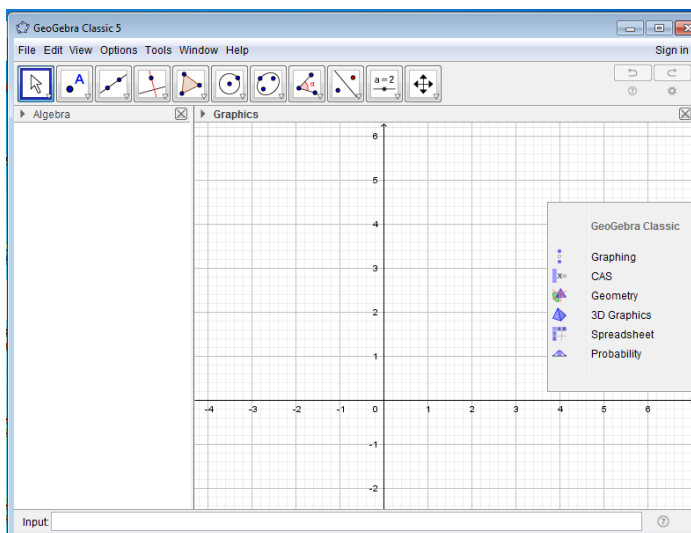 GeoGebra Classic 5
File Edit View Options Tools Window Help Sign in
A
α
a=2
Algebra
Graphics
6
5
4
3
2
1
-4 -3 -2 -1 0 1 2 3 4 5 6
-1
-2
GeoGebra Classic
Graphing
x= CAS
Geometry
3D Graphics
Spreadsheet
Probability
Input: